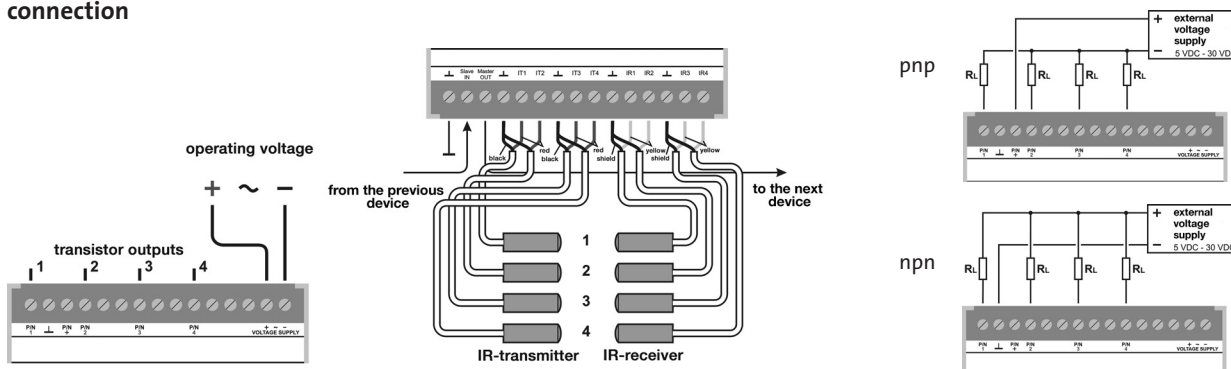 connection
operating voltage
+ ~ −
transistor outputs
1 2 3 4
P/N 1 ⊥ P/N + P/N 2 P/N 3 P/N 4 + ~ − VOLTAGE SUPPLY
⊥ Slave IN Master OUT ⊥ IT1 IT2 ⊥ IT3 IT4 ⊥ IR1 IR2 ⊥ IR3 IR4
black red black red shield yellow shield yellow
from the previous
device
to the next
device
1
2
3
4
IR-transmitter IR-receiver
pnp
+ external
voltage
− supply
5 VDC - 30 VD
RL RL RL RL
P/N 1 P/N + P/N 2 P/N 3 P/N 4 + ~ − VOLTAGE SUPPLY
npn
+ external
voltage
supply
− 5 VDC - 30 VDC
RL RL RL RL
P/N 1 ⊥ P/N + P/N 2 P/N 3 P/N 4 + ~ − VOLTAGE SUPPLY